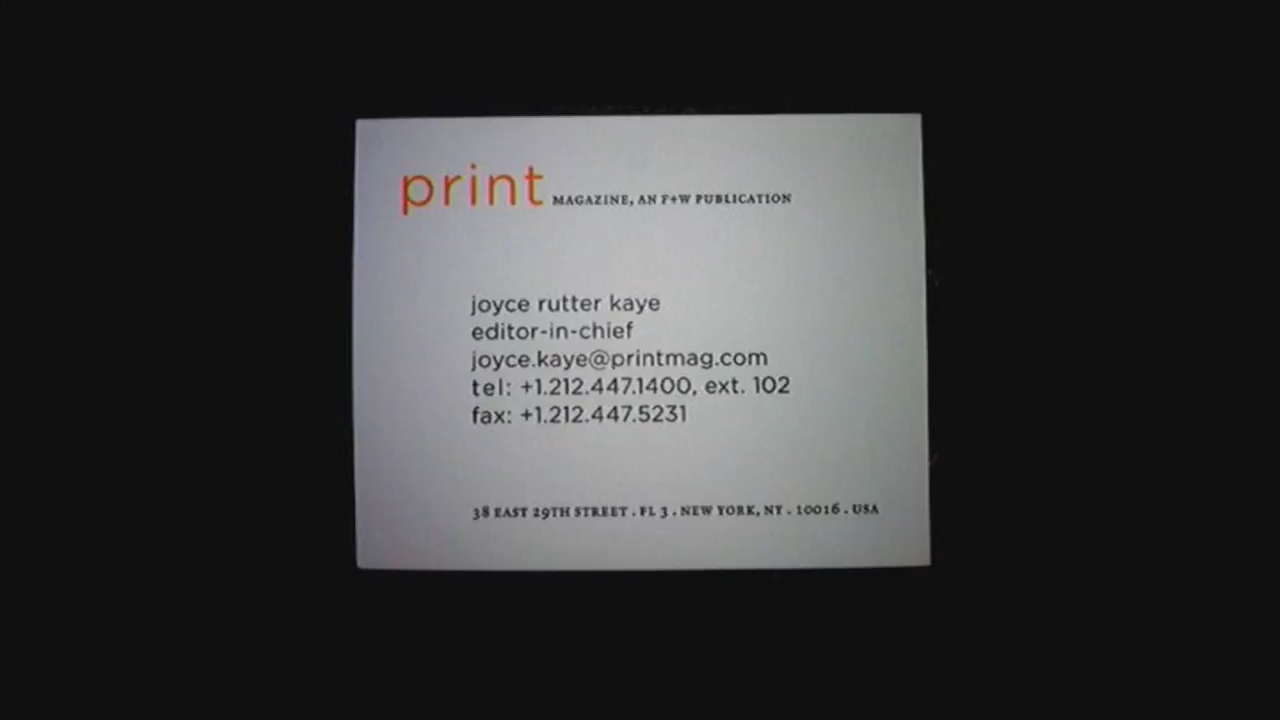 print MAGAZINE, AN F+W PUBLICATION
joyce rutter kaye
editor-in-chief
joyce.kaye@printmag.com
tel: +1.212.447.1400, ext. 102
fax: +1.212.447.5231
38 EAST 29TH STREET . FL 3 . NEW YORK, NY . 10016 . USA